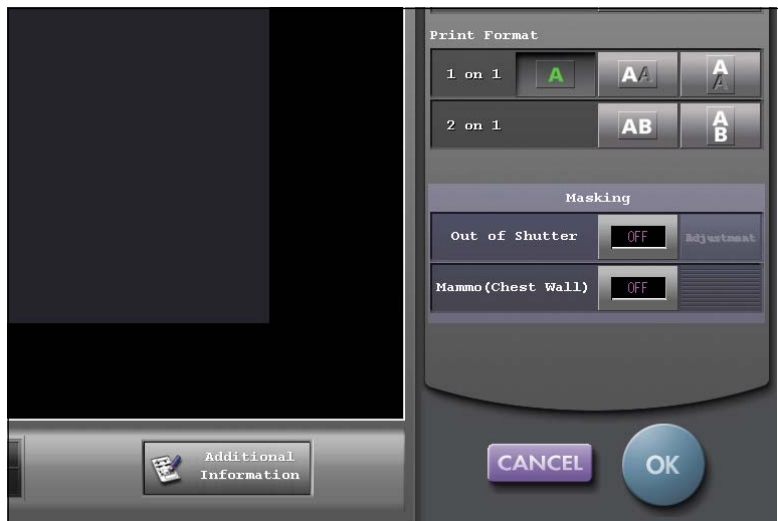 Print Format
1 on 1 A AA A
A
2 on 1 AB A
B
Masking
Out of Shutter OFF Adjustment
Mammo(Chest Wall) OFF
Additional
Information
CANCEL OK